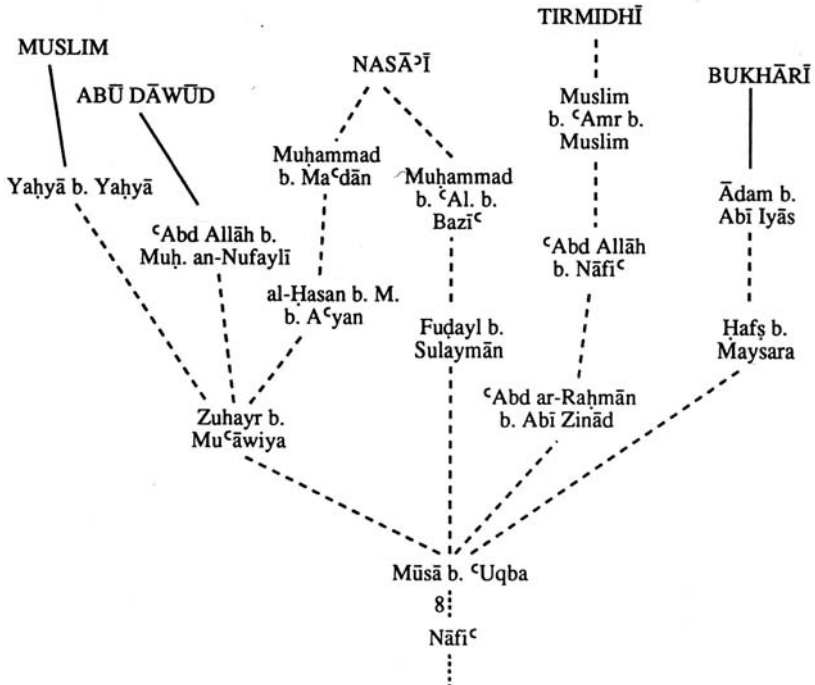 TIRMIDHĪ
MUSLIM
NASĀʾĪ
BUKHĀRĪ
ABŪ DĀWŪD
Muslim
b. ʿAmr b.
Muslim
Muḥammad
b. Maʿdān
Muḥammad
b. ʿAl. b.
Bazīʿ
Yaḥyā b. Yaḥyā
Ādam b.
Abī Iyās
ʿAbd Allāh b.
Muḥ. an-Nufaylī
ʿAbd Allāh
b. Nāfiʿ
al-Ḥasan b. M.
b. Aʿyan
Fuḍayl b.
Sulaymān
Ḥafṣ b.
Maysara
ʿAbd ar-Raḥmān
b. Abī Zinād
Zuhayr b.
Muʿāwiya
Mūsā b. ʿUqba
8
Nāfiʿ